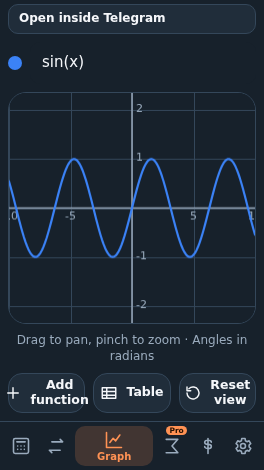 Open inside Telegram
sin(x)
2
1
.0 -5 5 1
-1
-2
Drag to pan, pinch to zoom · Angles in
radians
Add
function
Table
Reset
view
Pro
Graph